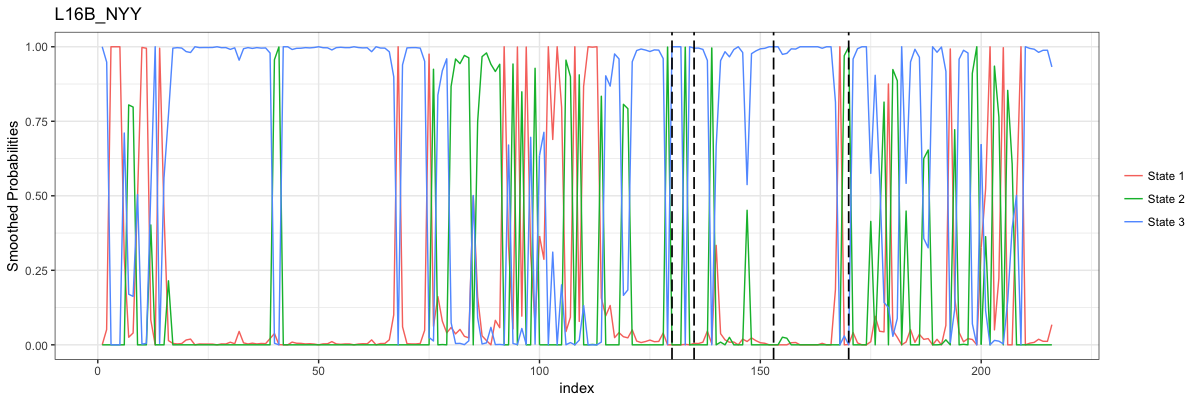 L16B_NYY
1.00
0.75
0.50
0.25
0.00
Smoothed Probabilities
0
50
100
150
200
index
State 1
State 2
State 3